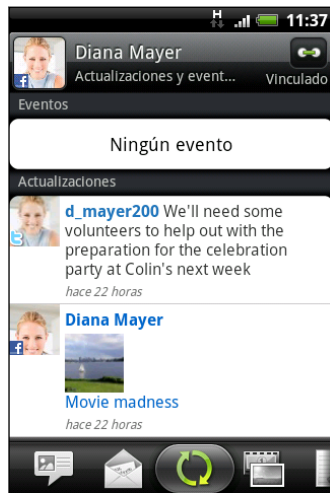 H 11:37
Diana Mayer
Actualizaciones y event...
Vinculado
Eventos
Ningún evento
Actualizaciones
d_mayer200 We'll need some
volunteers to help out with the
preparation for the celebration
party at Colin's next week
hace 22 horas
Diana Mayer
Movie madness
hace 22 horas